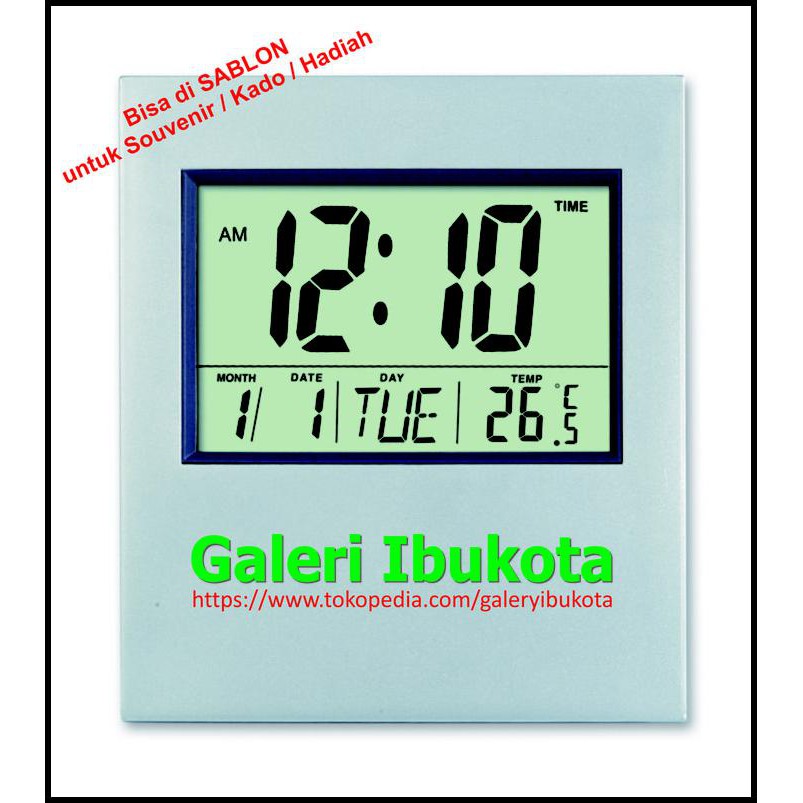 Bisa di SABLON
untuk Souvenir / Kado / Hadiah
TIME
AM
12:10
MONTH DATE DAY TEMP
1/ 1 TUE 26.5 °C
Galeri Ibukota
https://www.tokopedia.com/galeryibukota